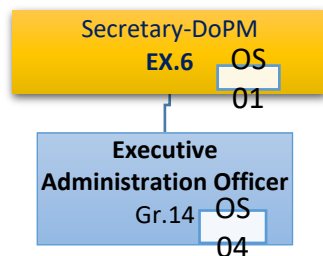 Secretary-DoPM
EX.6
OS
01
Executive
Administration Officer
Gr.14
OS
04